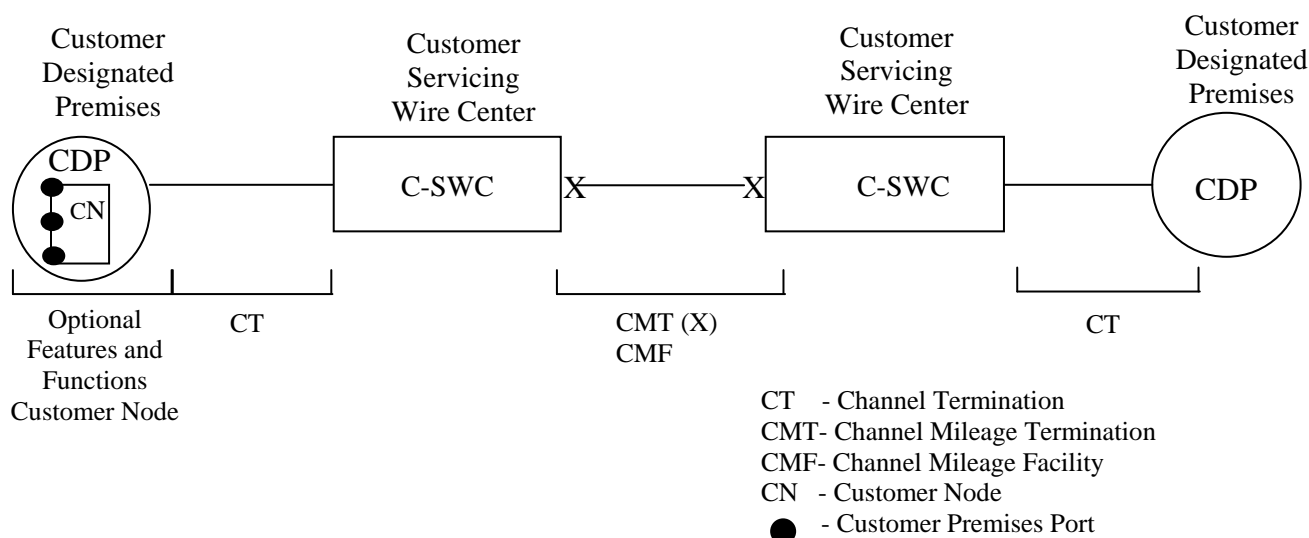 Customer
Designated
Premises
Customer
Servicing
Wire Center
Customer
Servicing
Wire Center
Customer
Designated
Premises
CDP
CN
C-SWC
X
X
C-SWC
CDP
Optional
Features and
Functions
Customer Node
CT
CMT (X)
CMF
CT
CT - Channel Termination
CMT- Channel Mileage Termination
CMF- Channel Mileage Facility
CN - Customer Node
- Customer Premises Port